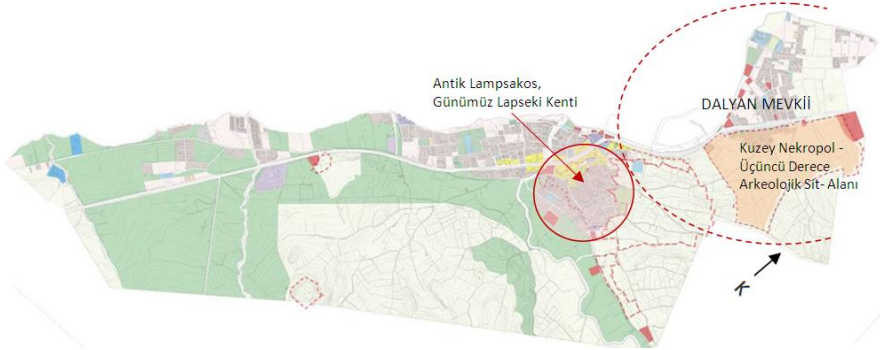 Antik Lampsakos,
Günümüz Lapseki Kenti
DALYAN MEVKİİ
Kuzey Nekropol -
Üçüncü Derece
Arkeolojik Sit- Alanı
K